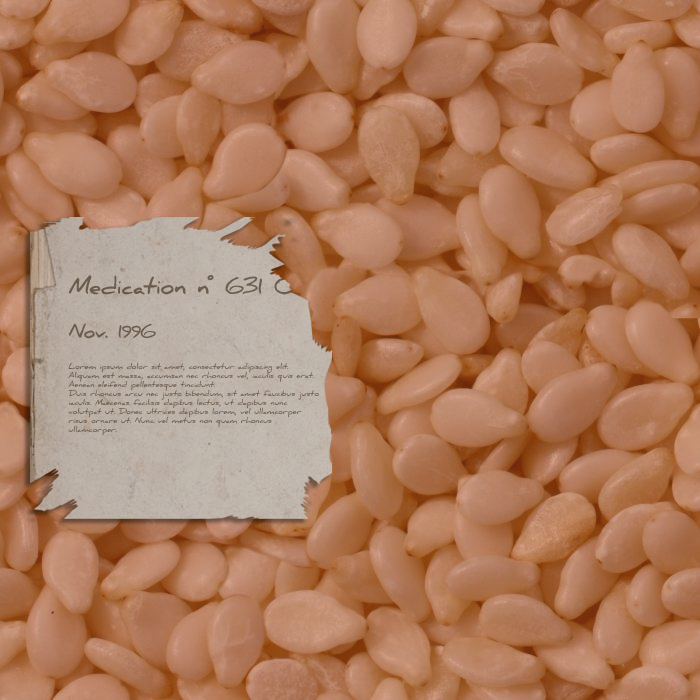 Medication n° 631 C
Nov. 1996
Lorem ipsum dolor sit amet, consectetur adipiscing elit.
Aliquam est massa, accumsan nec rhoncus vel, iaculis quis erat.
Aenean eleifend pellentesque tincidunt.
Duis rhoncus arcu nec justo bibendum, sit amet faucibus justo
iaculis. Maecenas facilisis dapibus lectus, ut dapibus nunc
volutpat ut. Donec ultricies dapibus lorem, vel ullamcorper
risus ornare ut. Nunc vel metus non quam rhoncus
ullamcorper.